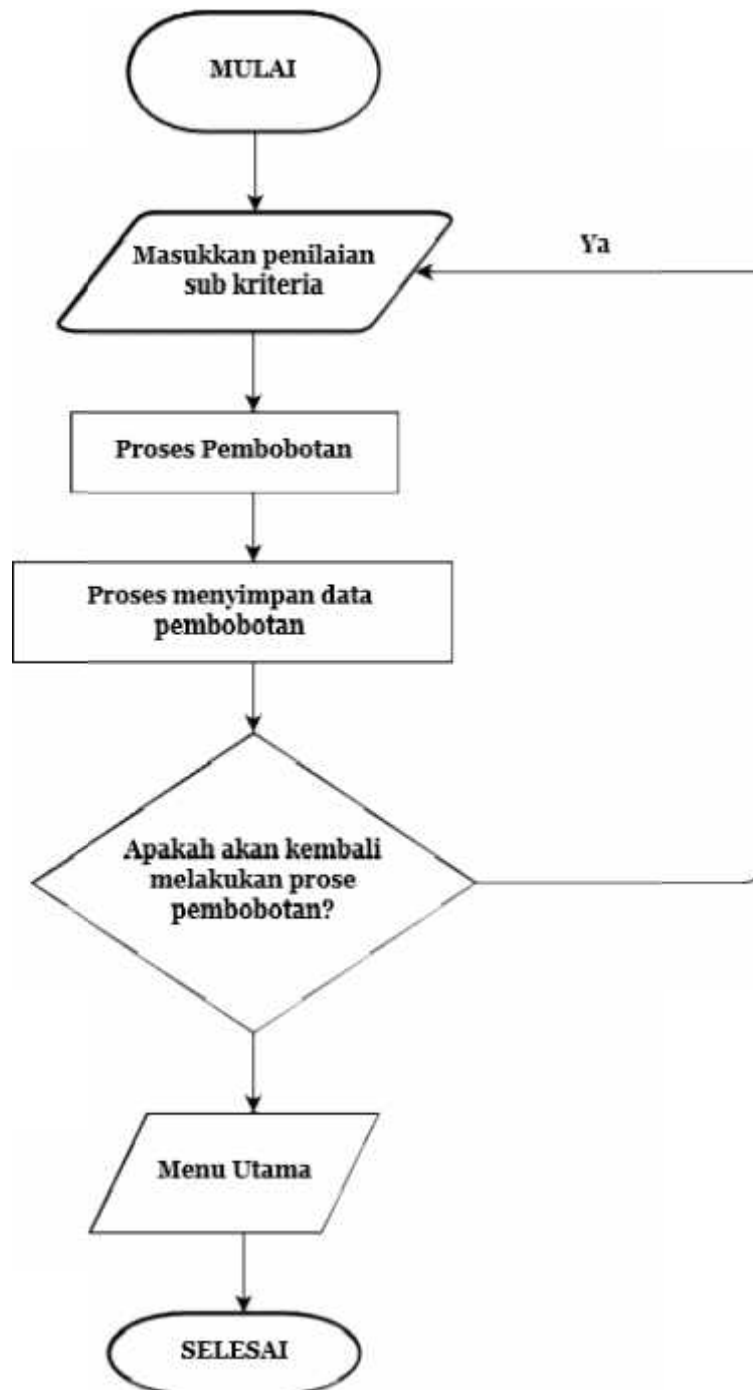 MULAI
Masukkan penilaian
sub kriteria
Ya
Proses Pembobotan
Proses menyimpan data
pembobotan
Apakah akan kembali
melakukan prose
pembobotan?
Menu Utama
SELESAI